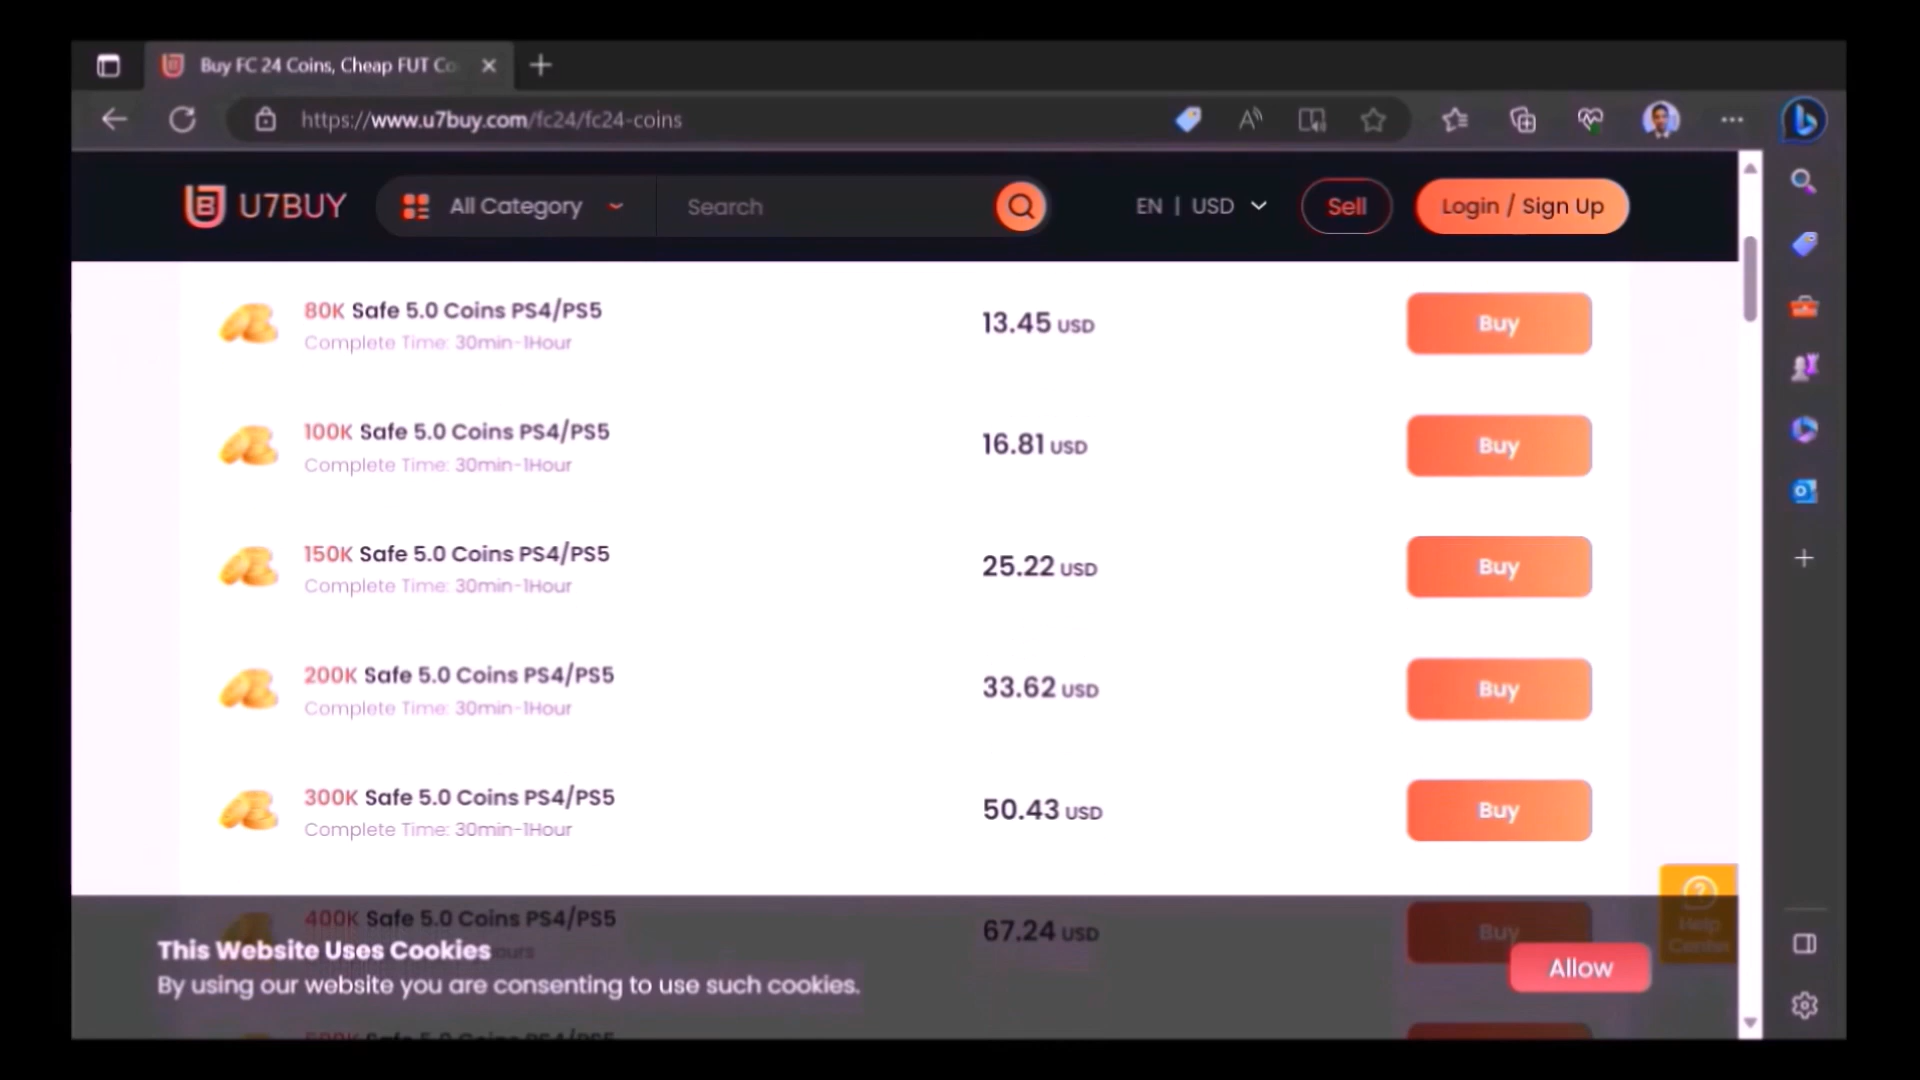 Buy FC 24 Coins, Cheap FUT Co
https://www.u7buy.com/fc24/fc24-coins
U7BUY All Category Search EN | USD Sell Login / Sign Up
80K Safe 5.0 Coins PS4/PS5 13.45 USD Buy
Complete Time: 30min-1Hour
100K Safe 5.0 Coins PS4/PS5 16.81 USD Buy
Complete Time: 30min-1Hour
150K Safe 5.0 Coins PS4/PS5 25.22 USD Buy
Complete Time: 30min-1Hour
200K Safe 5.0 Coins PS4/PS5 33.62 USD Buy
Complete Time: 30min-1Hour
300K Safe 5.0 Coins PS4/PS5 50.43 USD Buy
Complete Time: 30min-1Hour
400K Safe 5.0 Coins PS4/PS5 67.24 USD Buy
Help
Center
This Website Uses Cookies
By using our website you are consenting to use such cookies.
Allow